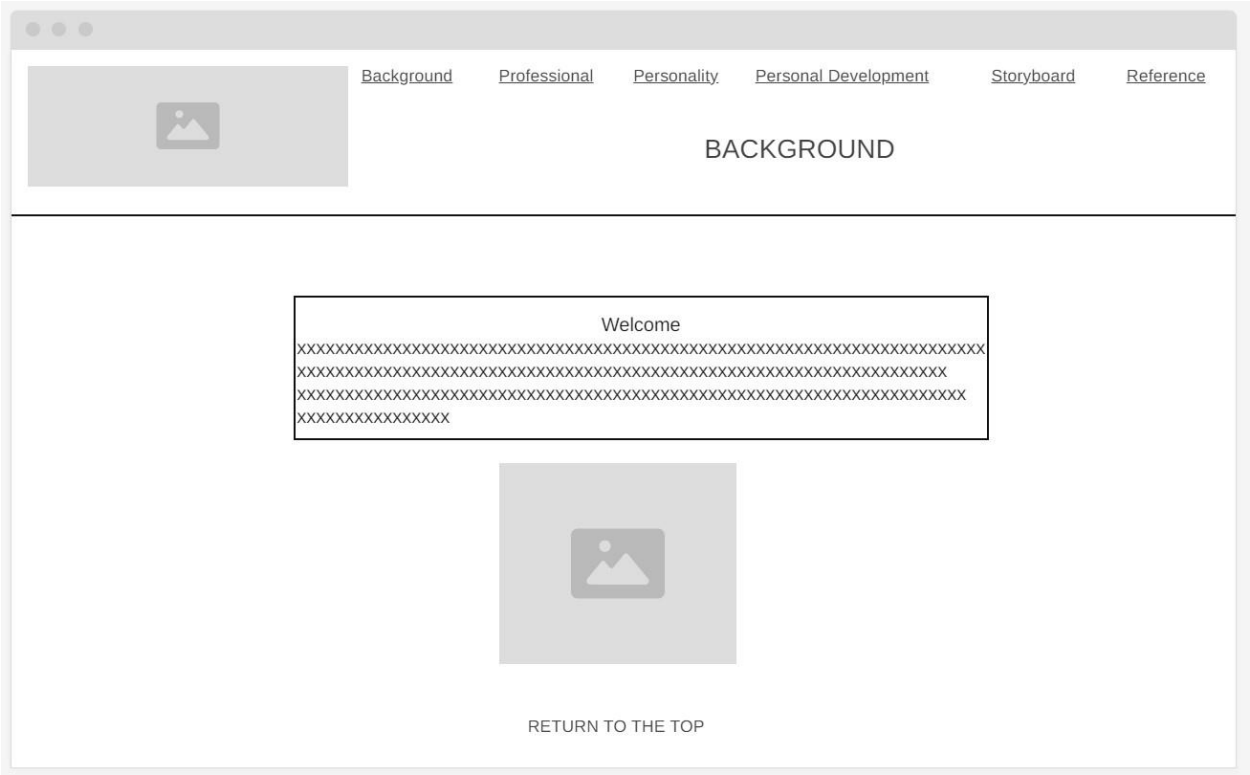 Background Professional Personality Personal Development Storyboard Reference
BACKGROUND
Welcome
XXXXXXXXXXXXXXXXXXXXXXXXXXXXXXXXXXXXXXXXXXXXXXXXXXXXXXXXXXXXXXXXXXXXXXXX
XXXXXXXXXXXXXXXXXXXXXXXXXXXXXXXXXXXXXXXXXXXXXXXXXXXXXXXXXXXXXXXXXXXX
XXXXXXXXXXXXXXXXXXXXXXXXXXXXXXXXXXXXXXXXXXXXXXXXXXXXXXXXXXXXXXXXXXXXXX
XXXXXXXXXXXXXXXX
RETURN TO THE TOP